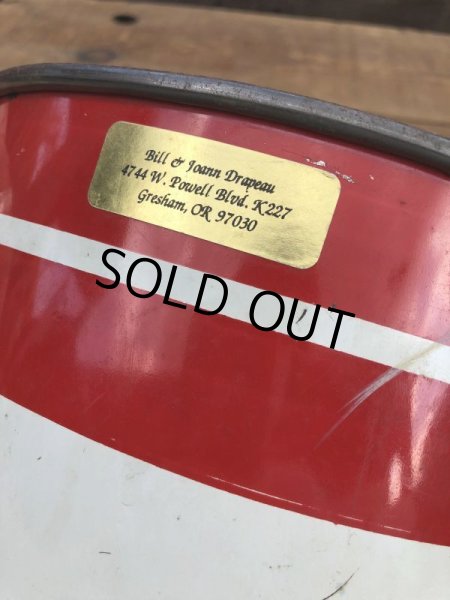 Bill & Joann Drapeau
4744 W. Powell Blvd. K227
Gresham, OR 97030
SOLD OUT